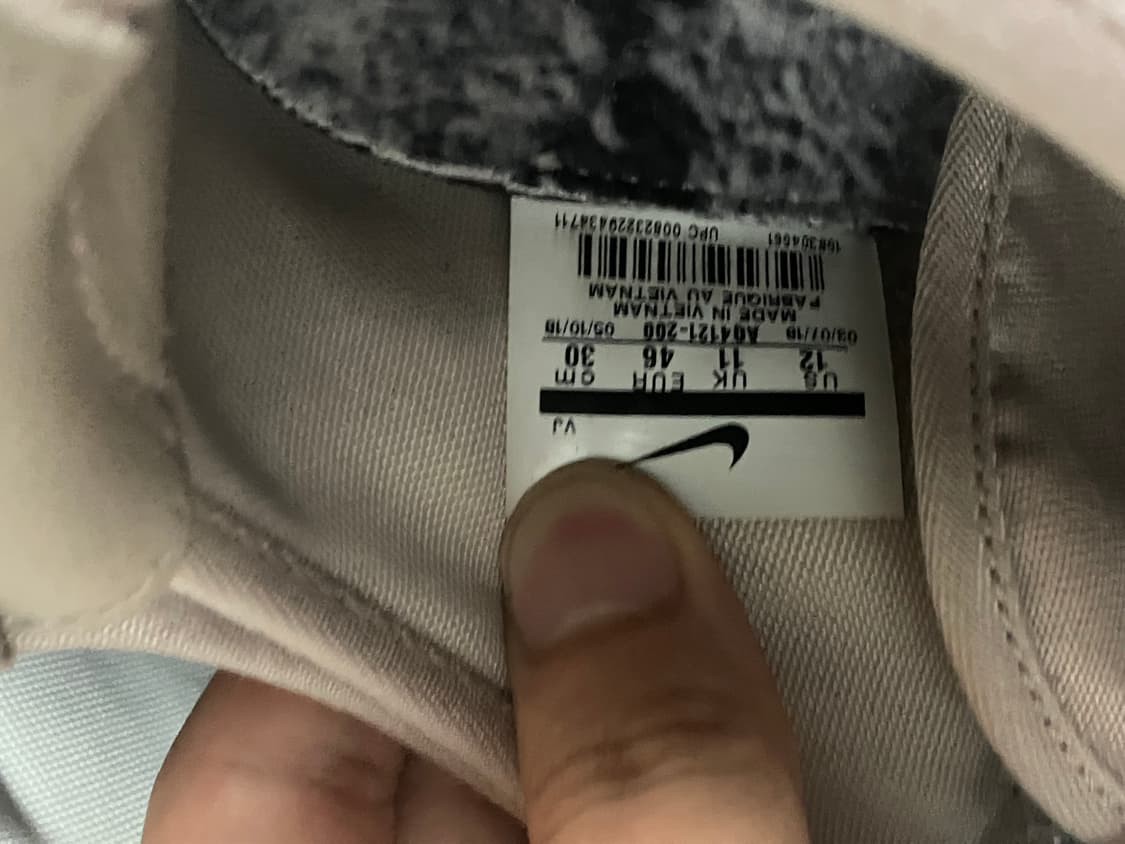 VJ
US UK EUR cm
12 11 46 30
03/07/18 AQ4121-200 05/10/18
MADE IN VIETNAM
FABRIQUE AU VIETNAM
UPC 00823229434711